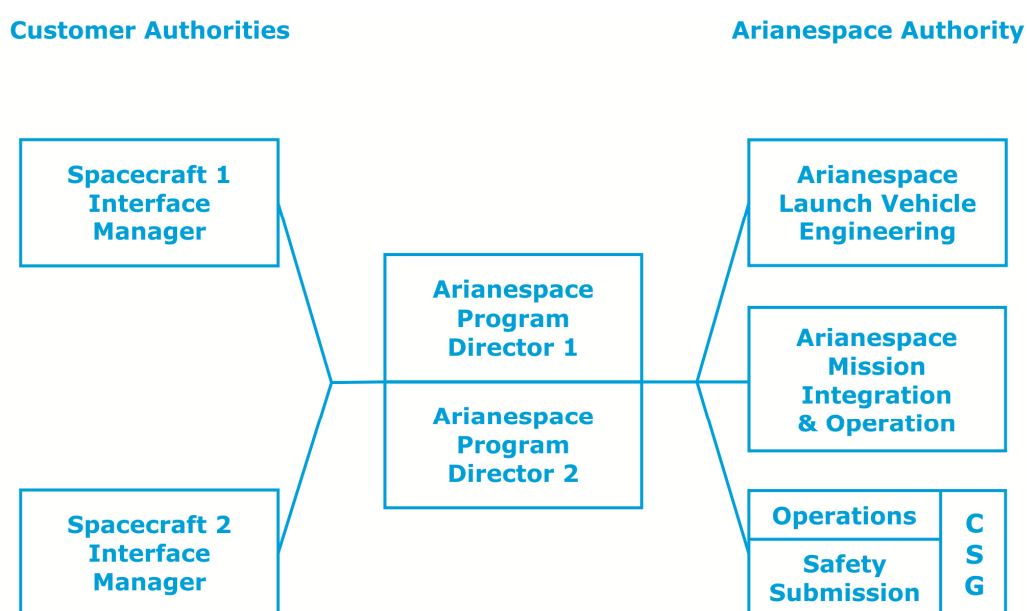 Customer Authorities
Arianespace Authority
Spacecraft 1
Interface
Manager
Arianespace
Launch Vehicle
Engineering
Arianespace
Program
Director 1
Arianespace
Mission
Integration
& Operation
Arianespace
Program
Director 2
Spacecraft 2
Interface
Manager
Operations
Safety
Submission
C
S
G